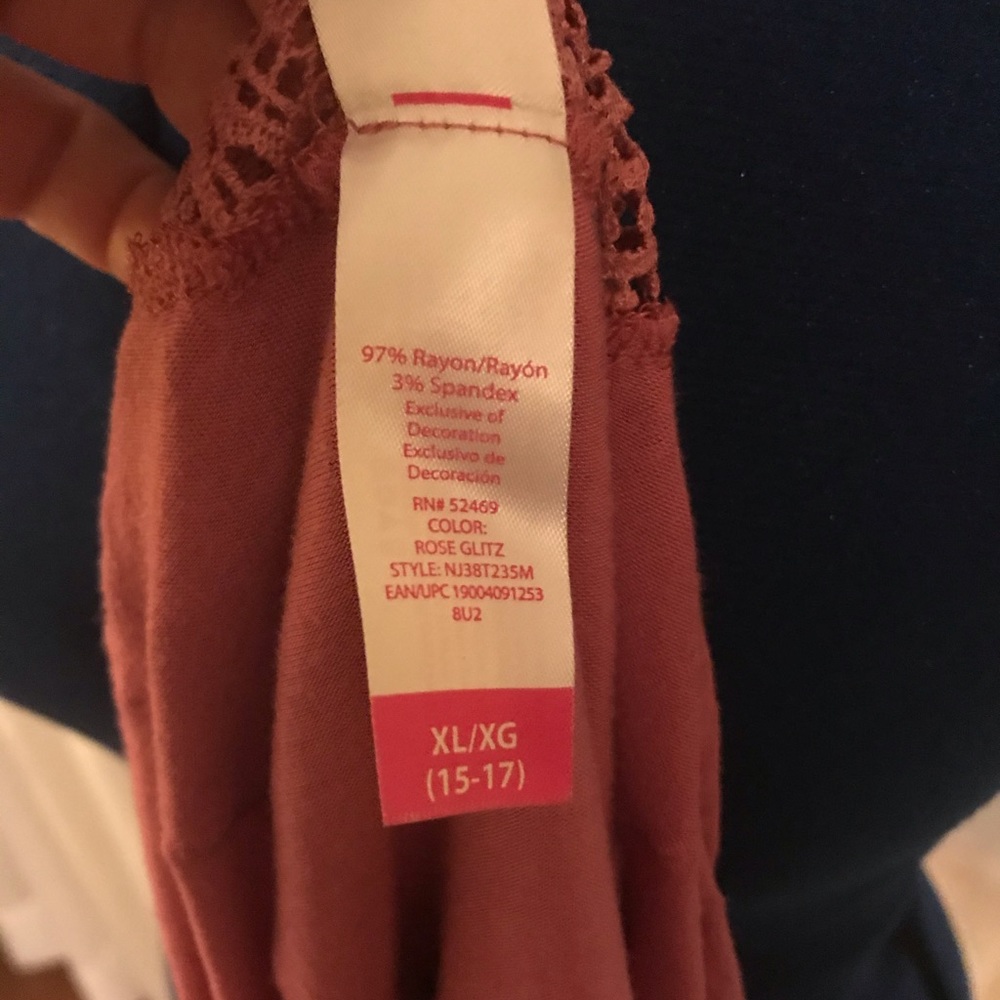 97% Rayon/Rayón
3% Spandex
Exclusive of
Decoration
Exclusivo de
Decoración
RN# 52469
COLOR:
ROSE GLITZ
STYLE: NJ38T235M
EAN/UPC 19004091253
8U2
XL/XG
(15-17)